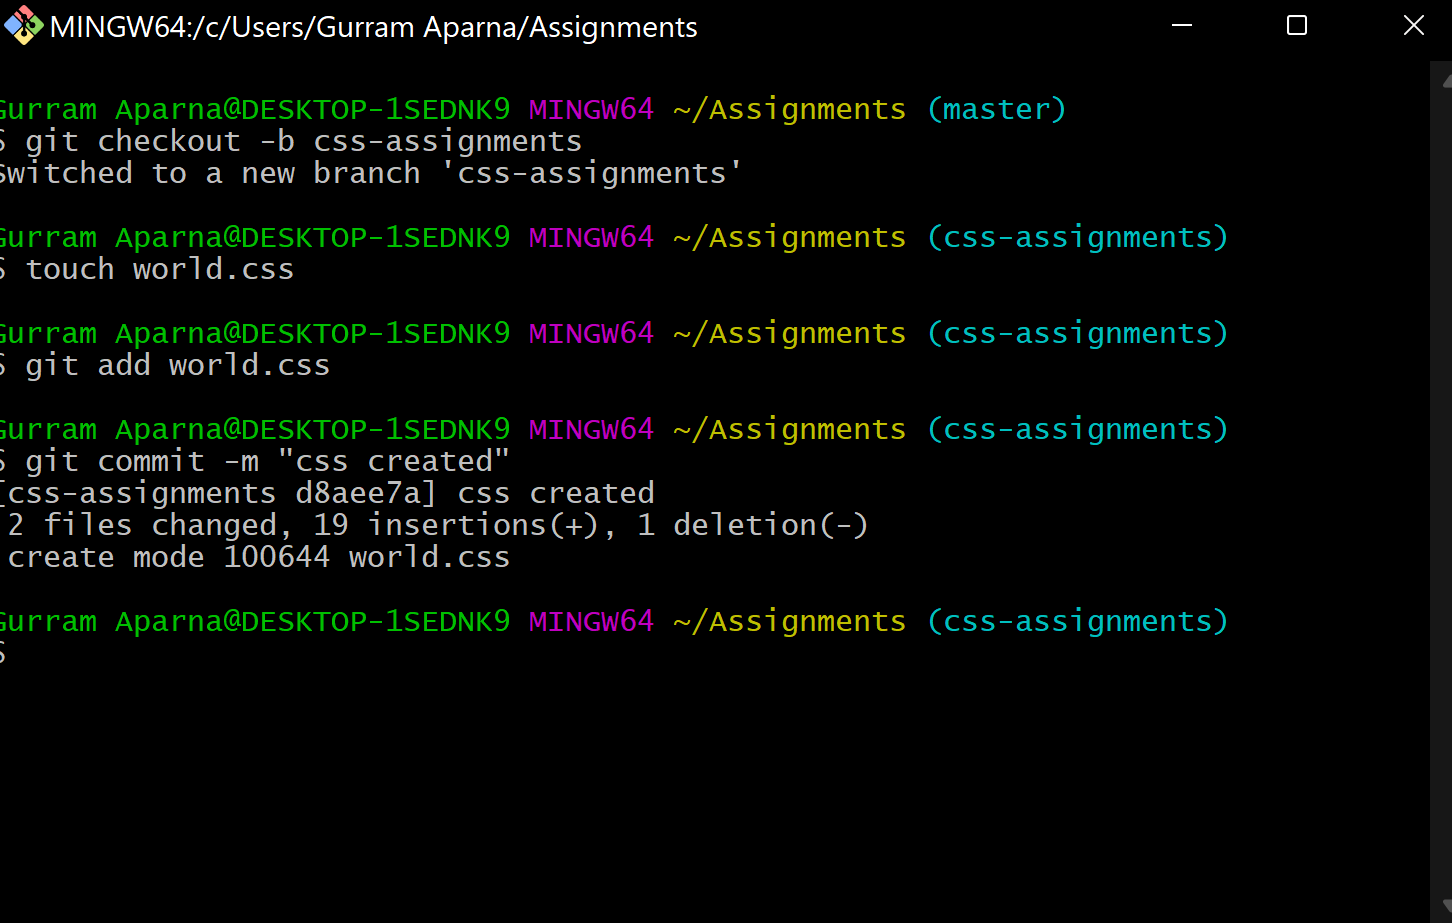 MINGW64:/c/Users/Gurram Aparna/Assignments
Gurram Aparna@DESKTOP-1SEDNK9 MINGW64 ~/Assignments (master)
$ git checkout -b css-assignments
Switched to a new branch 'css-assignments'
Gurram Aparna@DESKTOP-1SEDNK9 MINGW64 ~/Assignments (css-assignments)
$ touch world.css
Gurram Aparna@DESKTOP-1SEDNK9 MINGW64 ~/Assignments (css-assignments)
$ git add world.css
Gurram Aparna@DESKTOP-1SEDNK9 MINGW64 ~/Assignments (css-assignments)
$ git commit -m "css created"
[css-assignments d8aee7a] css created
2 files changed, 19 insertions(+), 1 deletion(-)
create mode 100644 world.css
Gurram Aparna@DESKTOP-1SEDNK9 MINGW64 ~/Assignments (css-assignments)
$